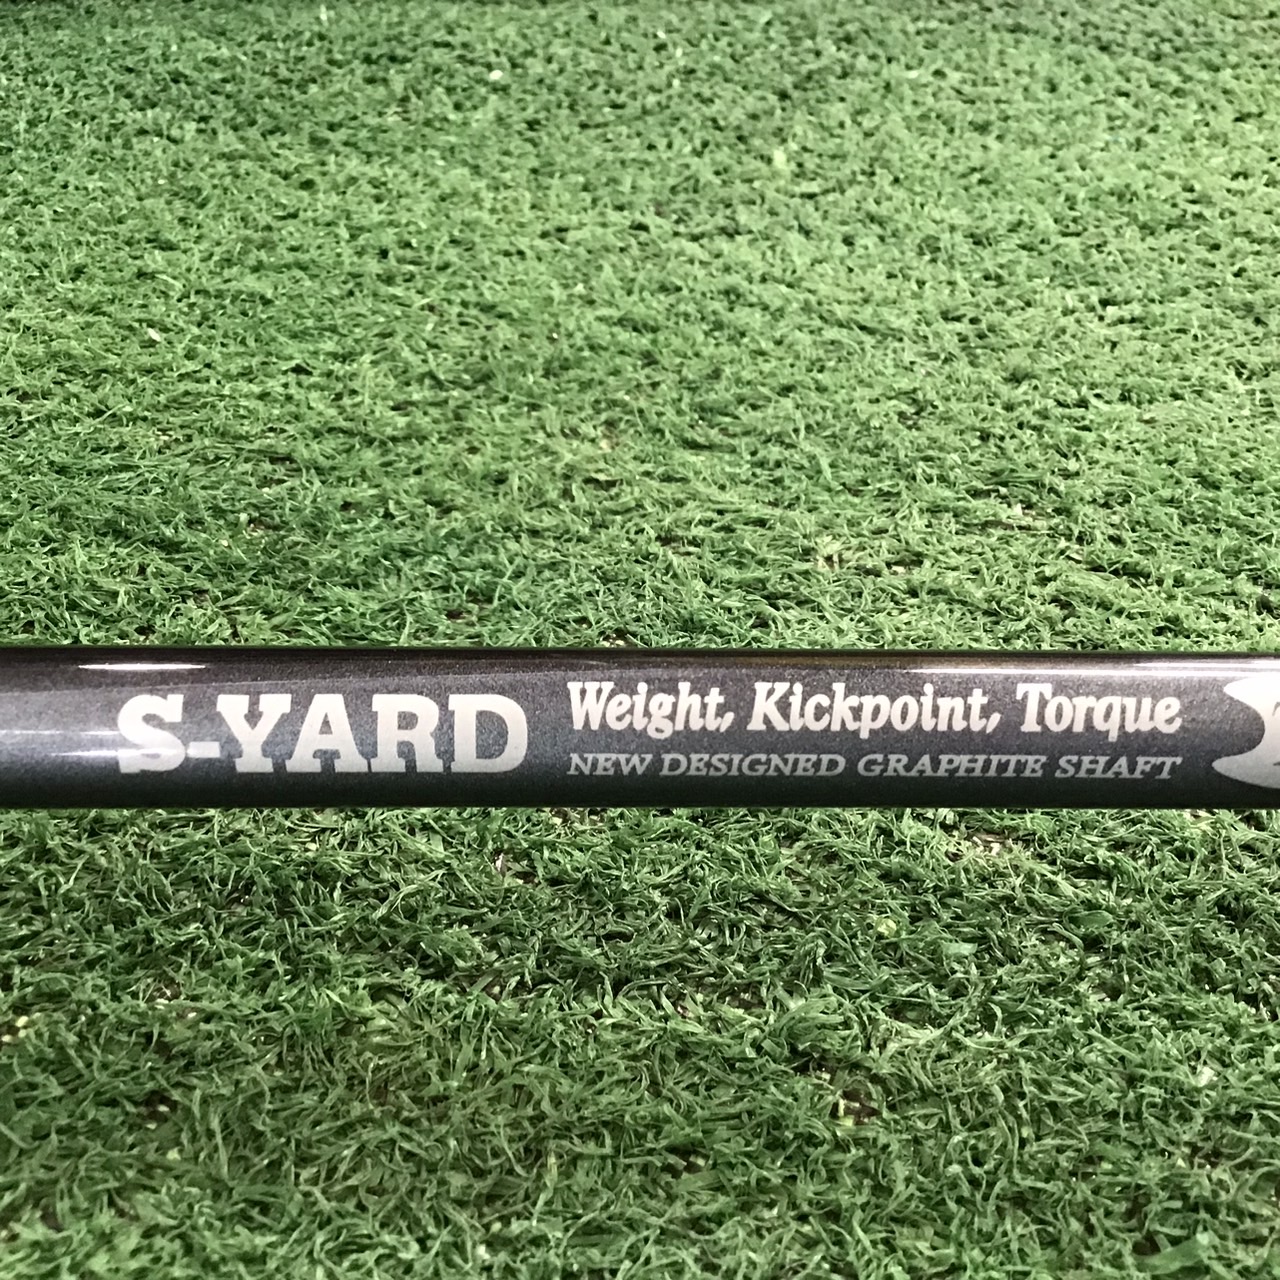 S-YARD
Weight, Kickpoint, Torque
NEW DESIGNED GRAPHITE SHAFT